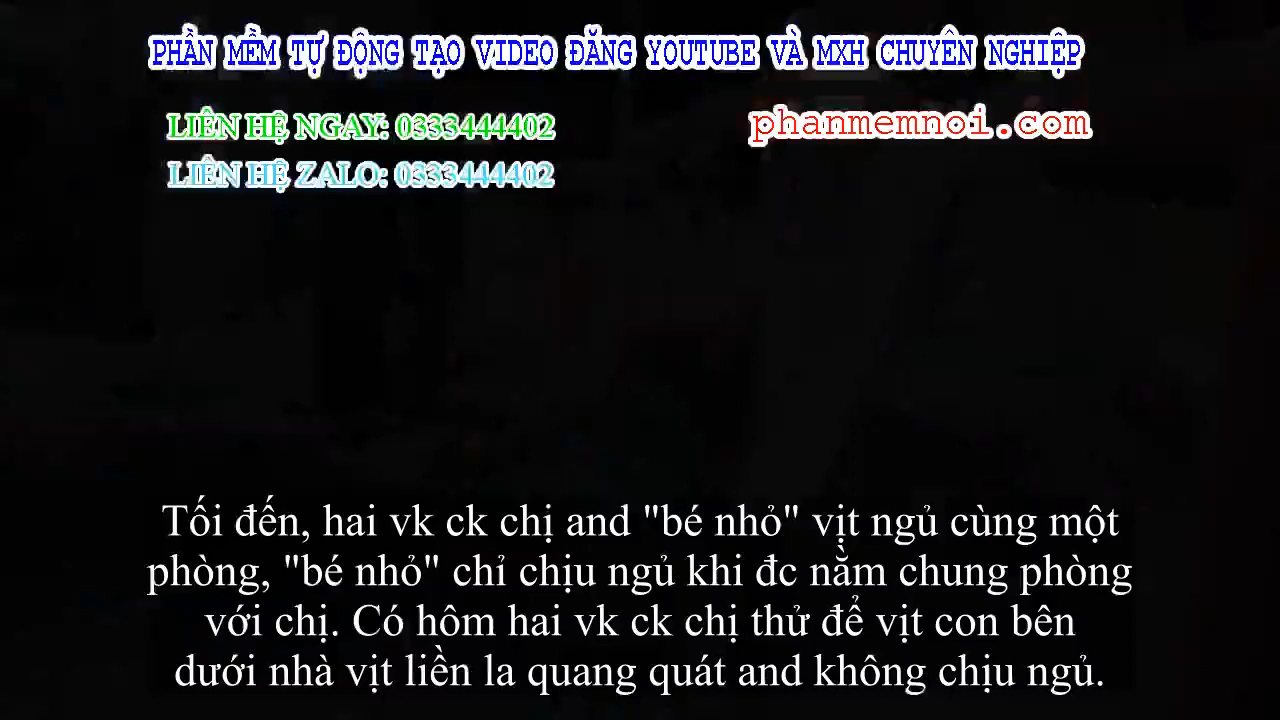 PHẦN MỀM TỰ ĐỘNG TẠO VIDEO ĐĂNG YOUTUBE VÀ MXH CHUYÊN NGHIỆP
LIÊN HỆ NGAY: 0333444402
phanmemnoi.com
LIÊN HỆ ZALO: 0333444402
Tối đến, hai vk ck chị and "bé nhỏ" vịt ngủ cùng một
phòng, "bé nhỏ" chỉ chịu ngủ khi đc nằm chung phòng
với chị. Có hôm hai vk ck chị thử để vịt con bên
dưới nhà vịt liền la quang quát and không chịu ngủ.